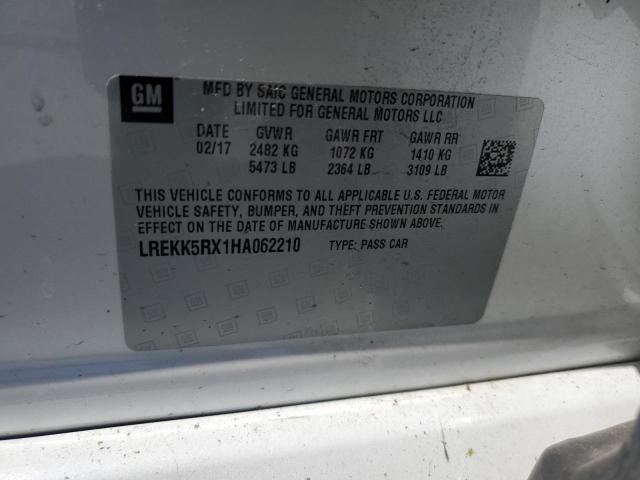 GM
MFD BY SAIC GENERAL MOTORS CORPORATION
LIMITED FOR GENERAL MOTORS LLC
DATE GVWR GAWR FRT GAWR RR
02/17 2482 KG 1072 KG 1410 KG
5473 LB 2364 LB 3109 LB
THIS VEHICLE CONFORMS TO ALL APPLICABLE U.S. FEDERAL MOTOR
VEHICLE SAFETY, BUMPER, AND THEFT PREVENTION STANDARDS IN
EFFECT ON THE DATE OF MANUFACTURE SHOWN ABOVE.
LREKK5RX1HA062210 TYPE: PASS CAR